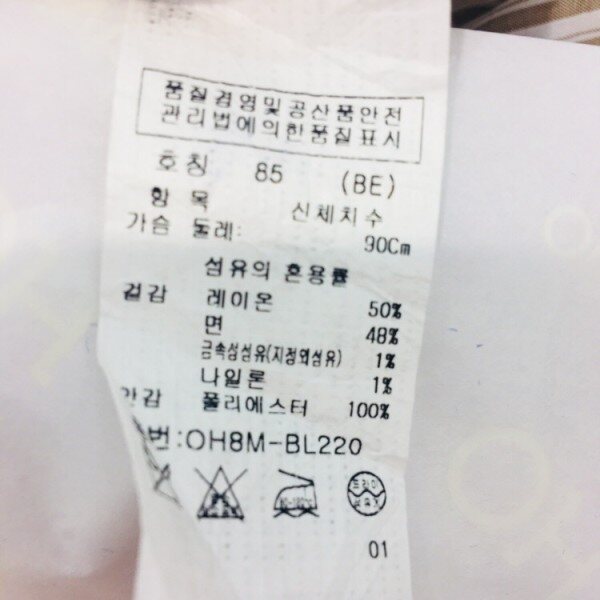 품질경영및공산품안전
관리법에의한품질표시
호칭 85 (BE)
항 목 신체치수
가슴 둘레: 90Cm
섬유의 혼용률
겉감 레이온 50%
면 48%
금속성섬유(지정외섬유) 1%
나일론 1%
안감 폴리에스터 100%
번:OH8M-BL220
드라이
01